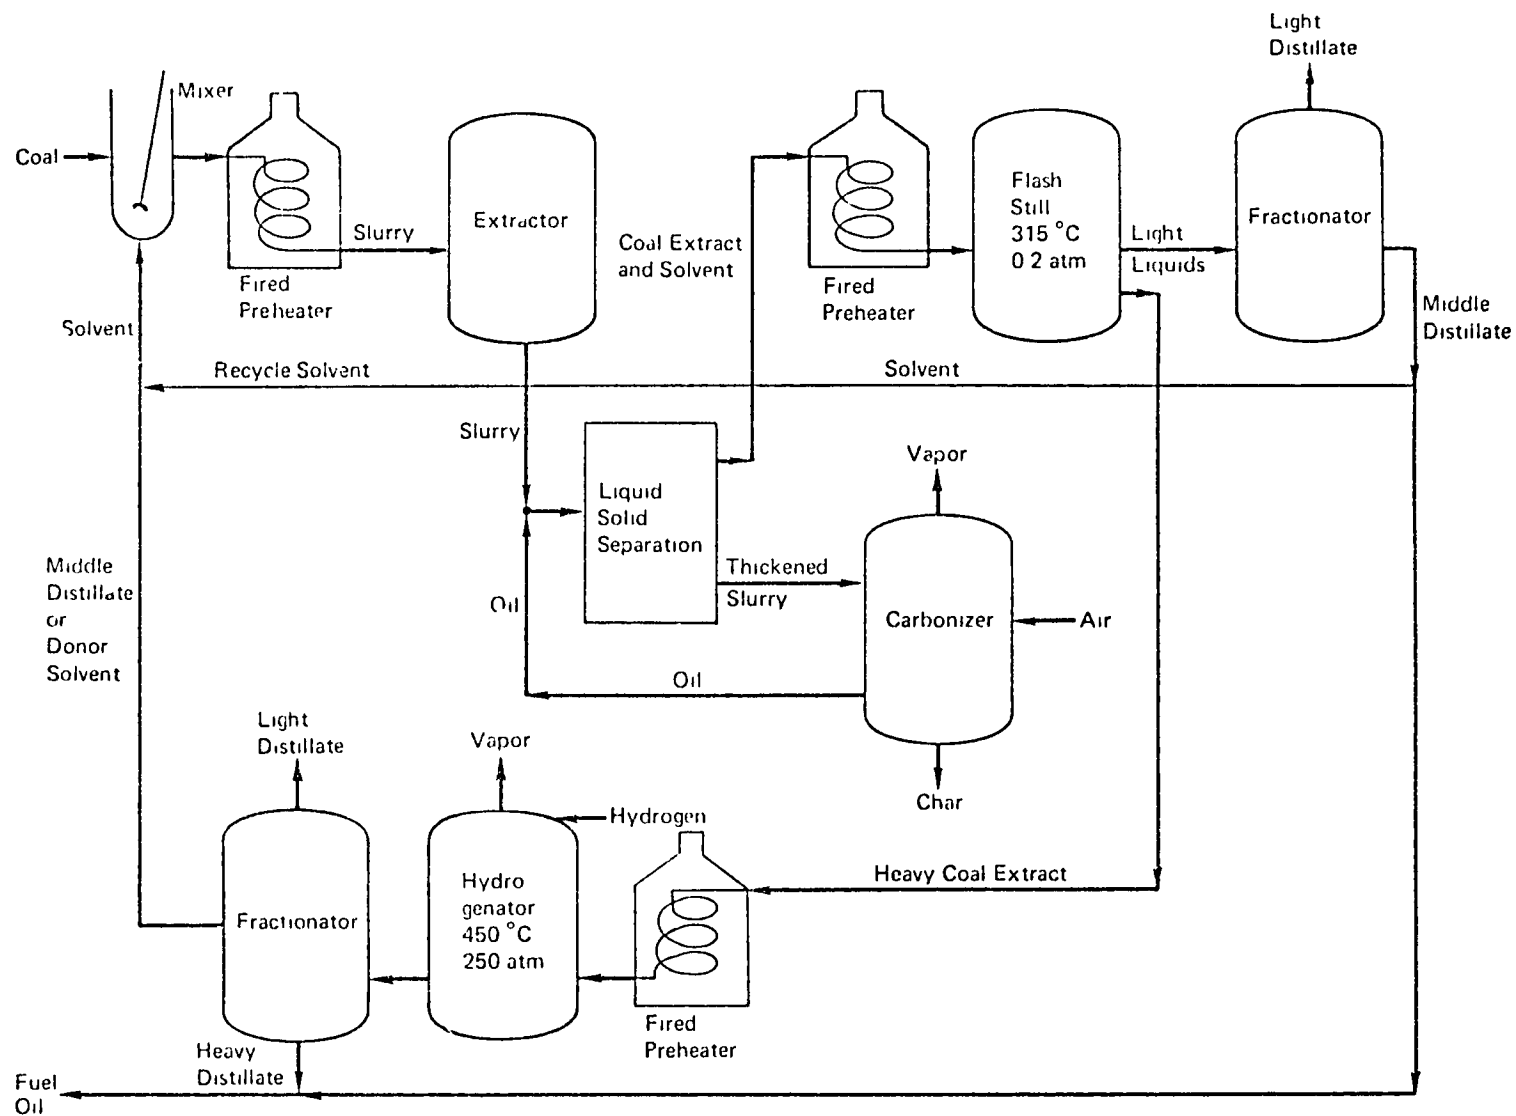 Light
Distillate
Mixer
Coal
Extractor
Slurry
Fired
Preheater
Coal Extract
and Solvent
Fired
Preheater
Flash
Still
315 °C
0 2 atm
Light
Liquids
Fractionator
Middle
Distillate
Solvent
Recycle Solvent
Solvent
Slurry
Liquid
Solid
Separation
Vapor
Thickened
Slurry
Carbonizer
Air
Oil
Oil
Char
Middle
Distillate
or
Donor
Solvent
Light
Distillate
Vapor
Hydrogen
Heavy Coal Extract
Fractionator
Hydro
genator
450 °C
250 atm
Fired
Preheater
Heavy
Distillate
Fuel
Oil